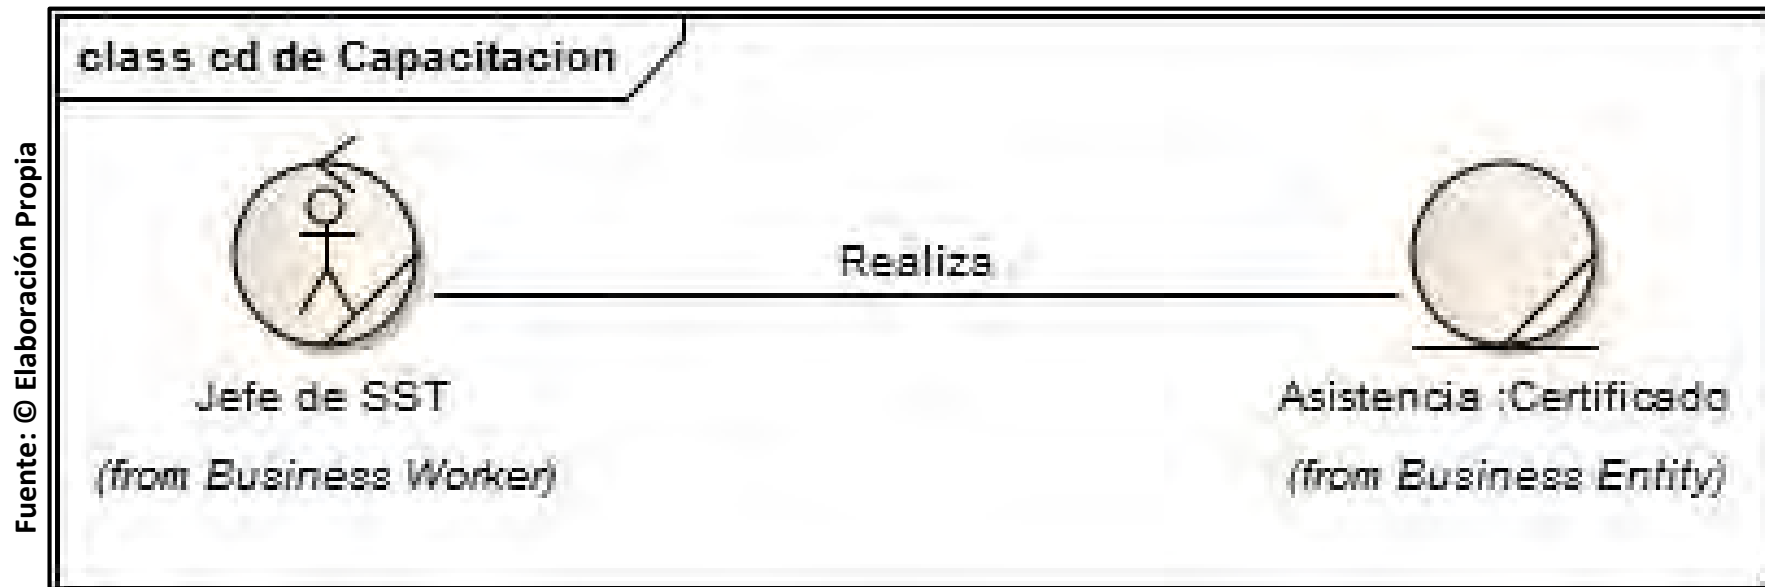 class cd de Capacitacion
Fuente: © Elaboración Propia
Realiza
Jefe de SST
(from Business Worker)
Asistencia :Certificado
(from Business Entity)